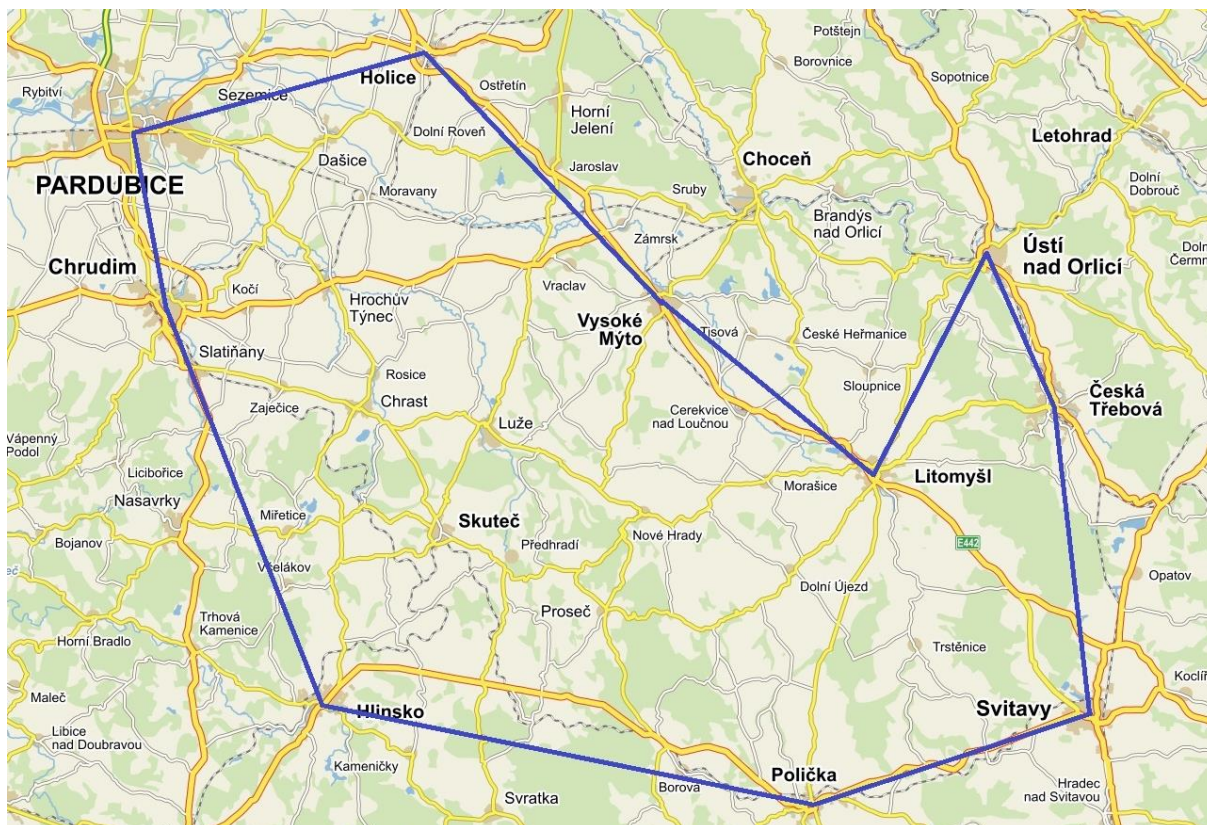 Potštejn
Borovnice
Rybitví
Holice
Ostřetín
Sopotnice
Sezemice
Horní
Jelení
Dolní Roveň
Letohrad
Dašice
Jaroslav
Choceň
PARDUBICE
Moravany
Sruby
Dolní
Dobrouč
Brandýs
nad Orlicí
Zámrsk
Ústí
nad Orlicí
Chrudim
Kočí
Vraclav
Hrochův
Týnec
Vysoké
Mýto
Tisová
České Heřmanice
Slatiňany
Rosice
Sloupnice
Zaječice
Chrast
Česká
Třebová
Cerekvice
nad Loučnou
Luže
Vápenný
Podol
Licibořice
Morašice
Litomyšl
Nasavrky
Miřetice
Skuteč
Nové Hrady
Bojanov
Předhradí
E442
Všelákov
Dolní Újezd
Opatov
Trhová
Kamenice
Proseč
Horní Bradlo
Trstěnice
Maleč
Hlinsko
Svitavy
Libice
nad Doubravou
Kameničky
Polička
Borova
Svratka
Hradec
nad Svitavou